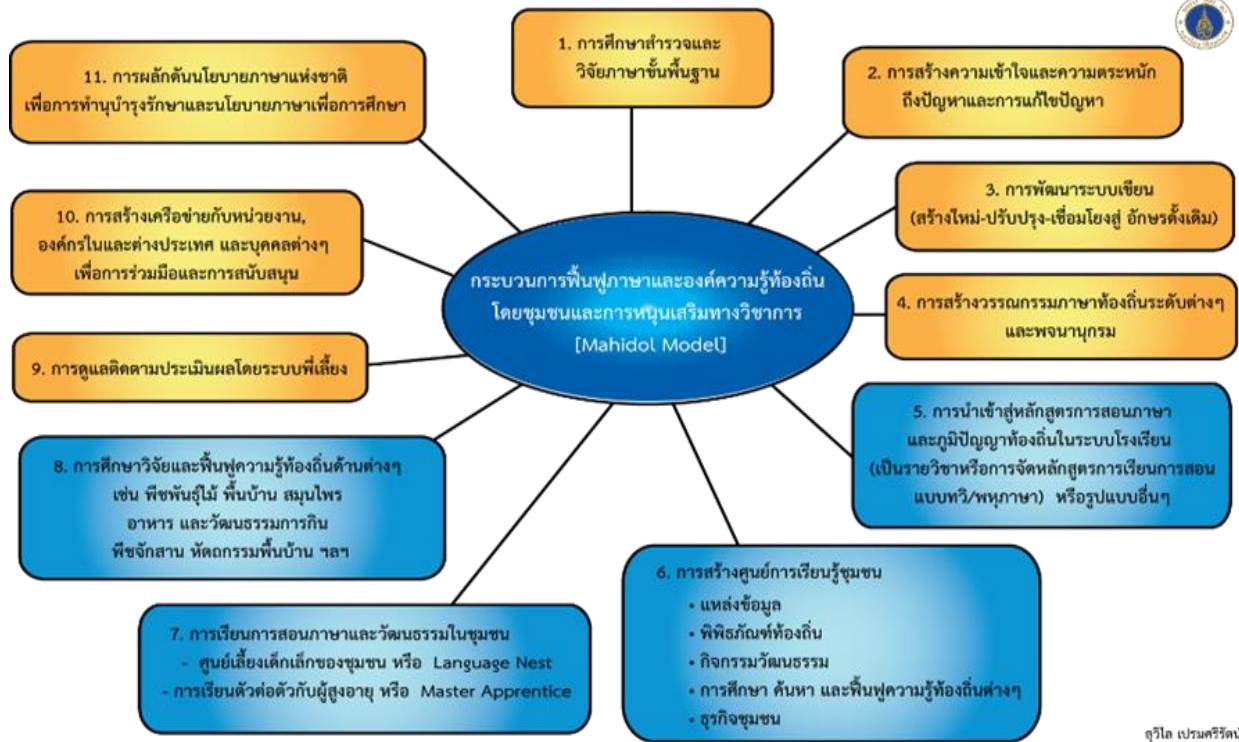 1. การศึกษาสำรวจและ
วิจัยภาษาขั้นพื้นฐาน
2. การสร้างความเข้าใจและความตระหนัก
ถึงปัญหาและการแก้ไขปัญหา
3. การพัฒนาระบบเขียน
(สร้างใหม่-ปรับปรุง-เชื่อมโยงสู่ อักษรดั้งเดิม)
4. การสร้างวรรณกรรมภาษาท้องถิ่นระดับต่างๆ
และพจนานุกรม
5. การนำเข้าสู่หลักสูตรการสอนภาษา
และภูมิปัญญาท้องถิ่นในระบบโรงเรียน
(เป็นรายวิชาหรือการจัดหลักสูตรการเรียนการสอน
แบบทวิ/พหุภาษา) หรือรูปแบบอื่นๆ
6. การสร้างศูนย์การเรียนรู้ชุมชน
• แหล่งข้อมูล
• พิพิธภัณฑ์ท้องถิ่น
• กิจกรรมวัฒนธรรม
• การศึกษา ค้นหา และฟื้นฟูความรู้ท้องถิ่นต่างๆ
• ธุรกิจชุมชน
7. การเรียนการสอนภาษาและวัฒนธรรมในชุมชน
- ศูนย์เลี้ยงเด็กเล็กของชุมชน หรือ Language Nest
- การเรียนตัวต่อตัวกับผู้สูงอายุ หรือ Master Apprentice
8. การศึกษาวิจัยและฟื้นฟูความรู้ท้องถิ่นด้านต่างๆ
เช่น พืชพันธุ์ไม้ พื้นบ้าน สมุนไพร
อาหาร และวัฒนธรรมการกิน
พืชจักสาน หัตถกรรมพื้นบ้าน ฯลฯ
9. การดูแลติดตามประเมินผลโดยระบบพี่เลี้ยง
10. การสร้างเครือข่ายกับหน่วยงาน,
องค์กรในและต่างประเทศ และบุคคลต่างๆ
เพื่อการร่วมมือและการสนับสนุน
11. การผลักดันนโยบายภาษาแห่งชาติ
เพื่อการทำนุบำรุงรักษาและนโยบายภาษาเพื่อการศึกษา
กระบวนการฟื้นฟูภาษาและองค์ความรู้ท้องถิ่น
โดยชุมชนและการหนุนเสริมทางวิชาการ
[Mahidol Model]
สุวิไล เปรมศรีรัตน์